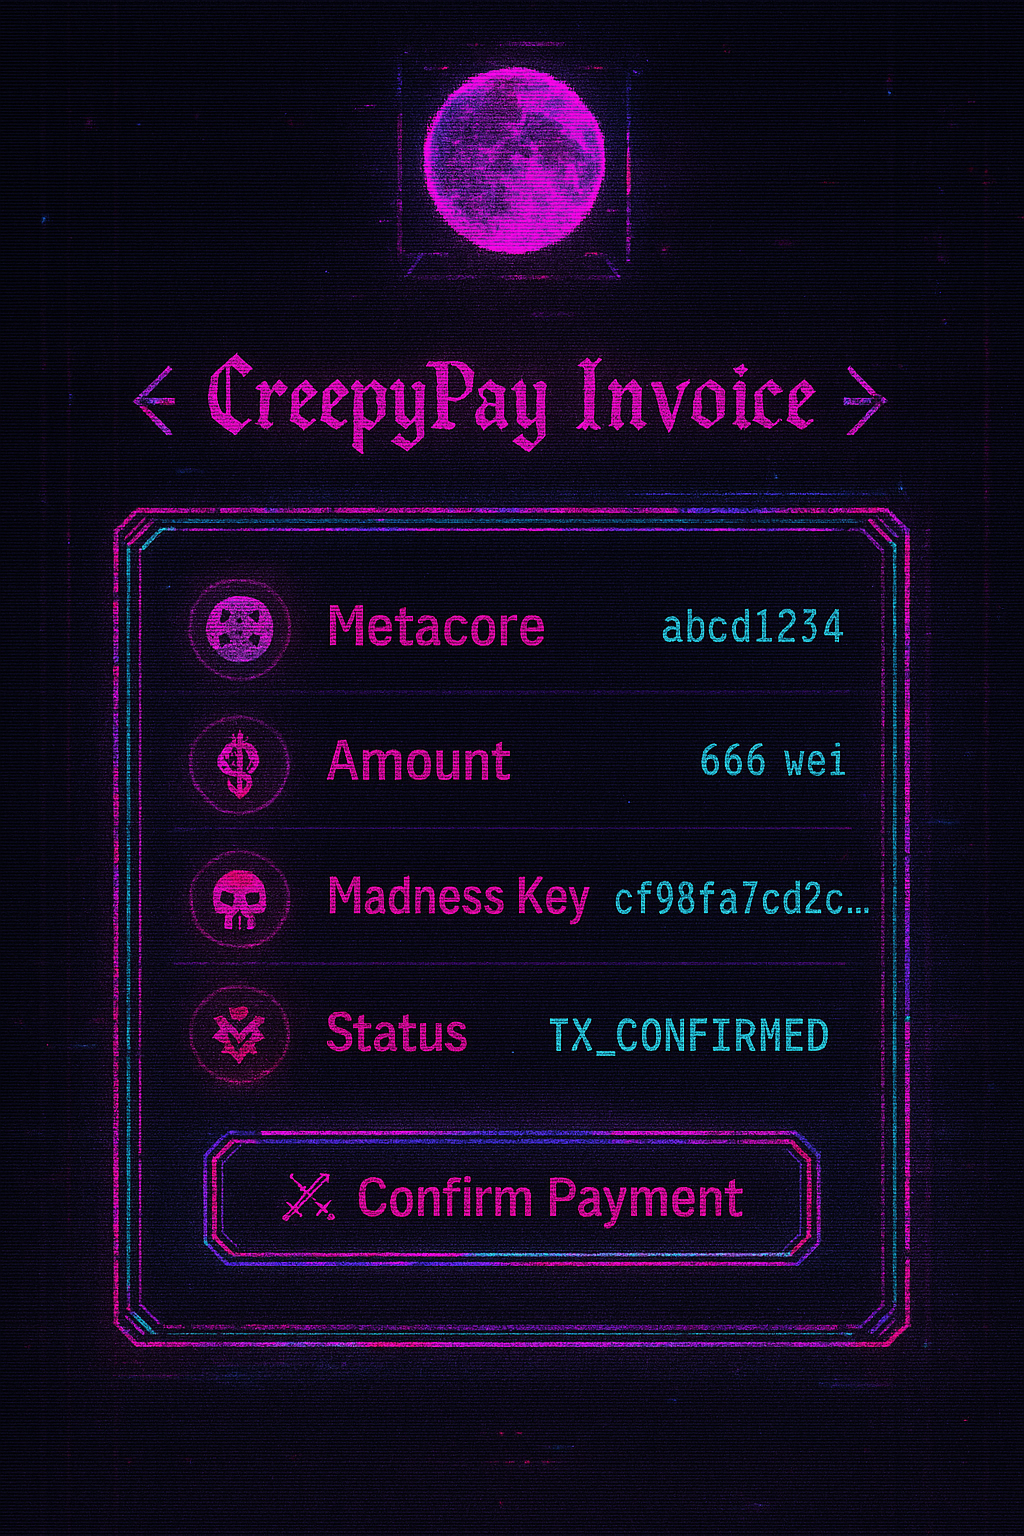 CreepyPay Invoice
Metacore abcd1234
Amount 666 wei
Madness Key cf98fa7cd2c...
Status TX_CONFIRMED
Confirm Payment